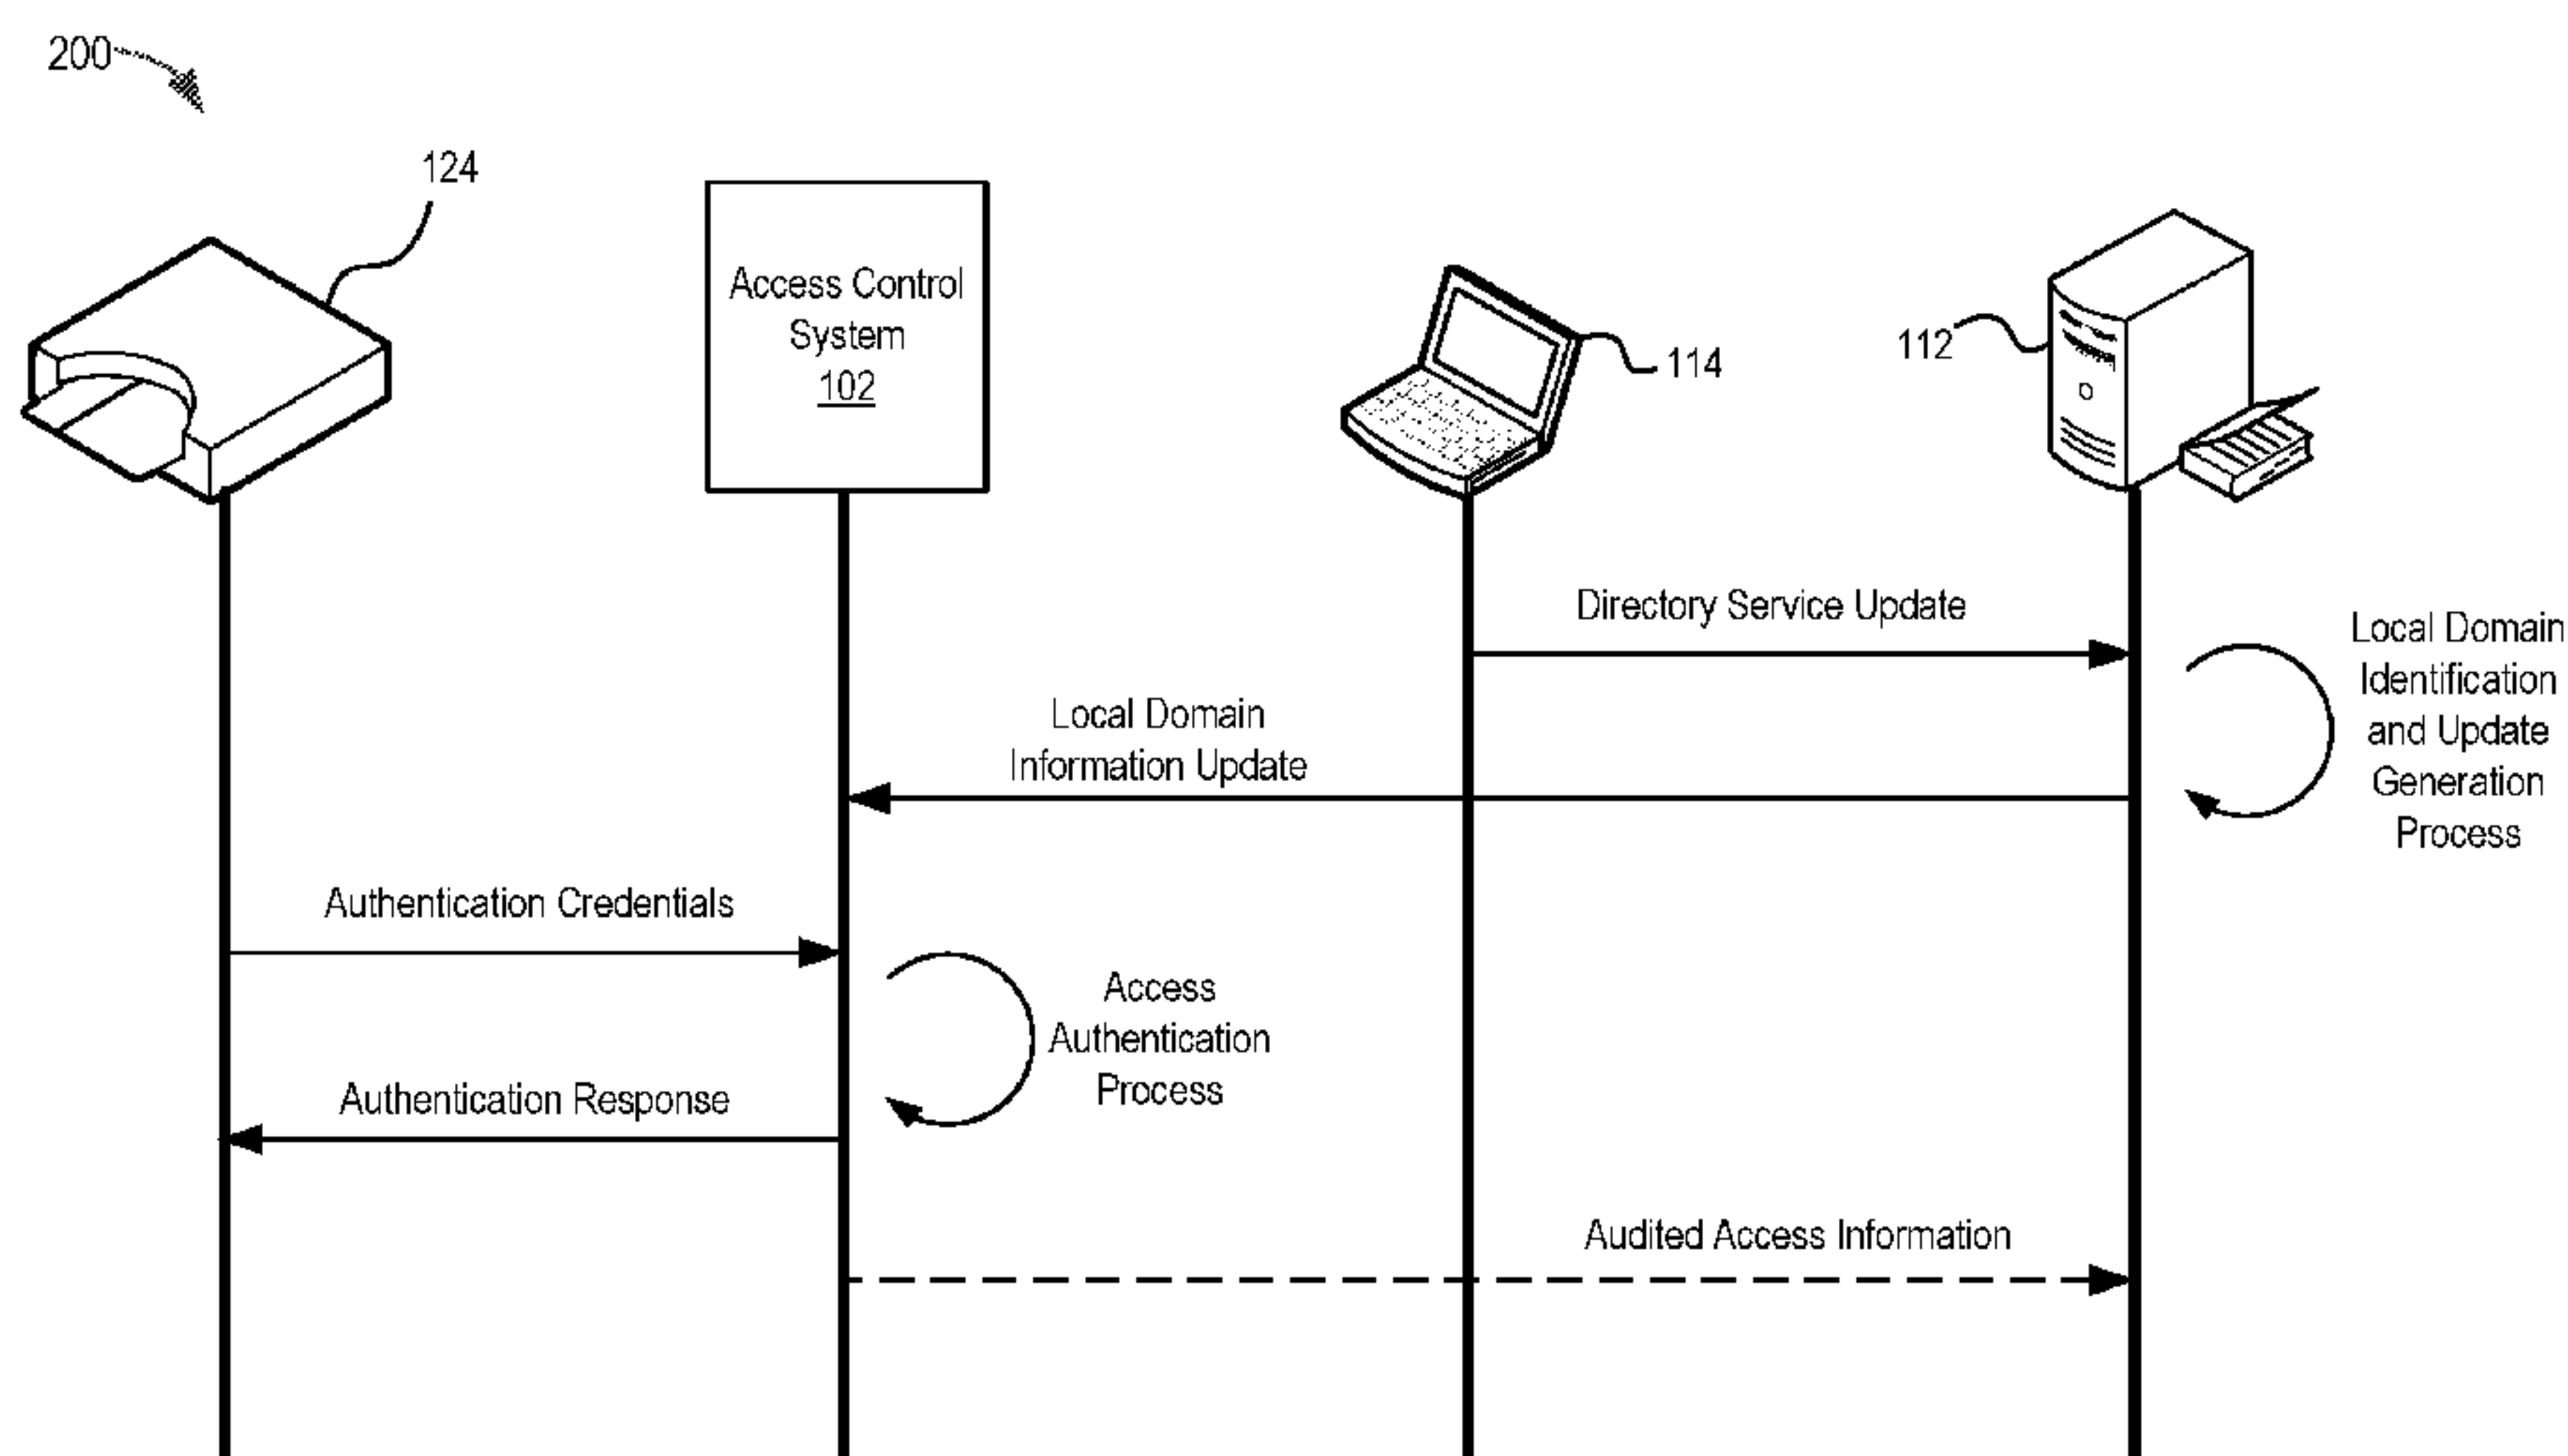 200
124
Access Control
System
102
114
112
Directory Service Update
Local Domain
Identification
and Update
Generation
Process
Local Domain
Information Update
Authentication Credentials
Access
Authentication
Process
Authentication Response
Audited Access Information